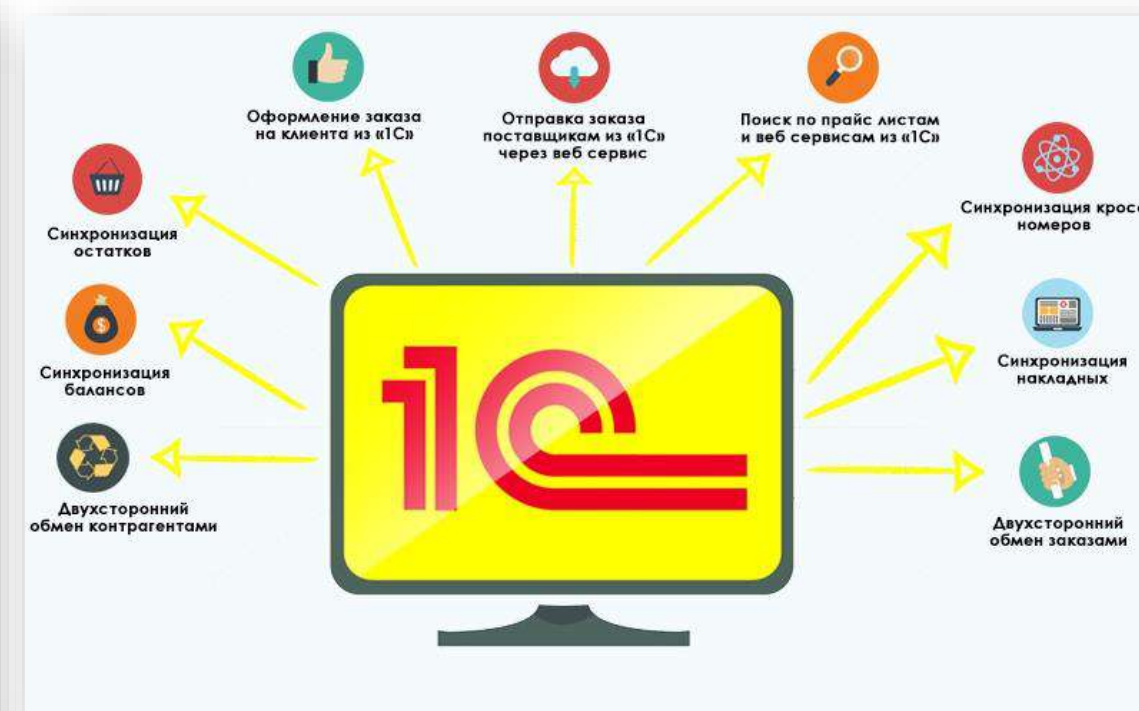 Оформление заказа
на клиента из «1С»
Отправка заказа
поставщикам из «1С»
через веб сервис
Поиск по прайс листам
и веб сервисам из «1С»
Синхронизация
остатков
Синхронизация кросс
номеров
Синхронизация
балансов
Синхронизация
накладных
Двухсторонний
обмен контрагентами
Двухсторонний
обмен заказами
1С